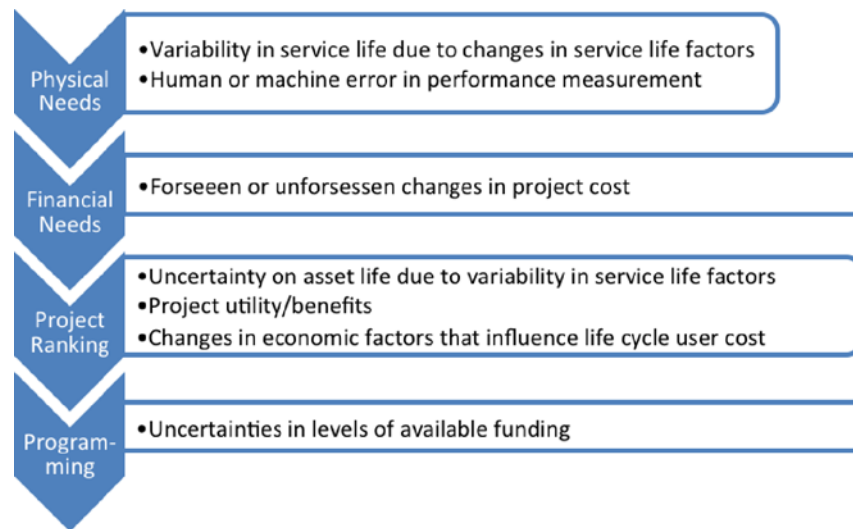 Physical
Needs
•Variability in service life due to changes in service life factors
•Human or machine error in performance measurement
Financial
Needs
•Forseeen or unforsessen changes in project cost
Project
Ranking
•Uncertainty on asset life due to variability in service life factors
•Project utility/benefits
•Changes in economic factors that influence life cycle user cost
Program-
ming
•Uncertainties in levels of available funding